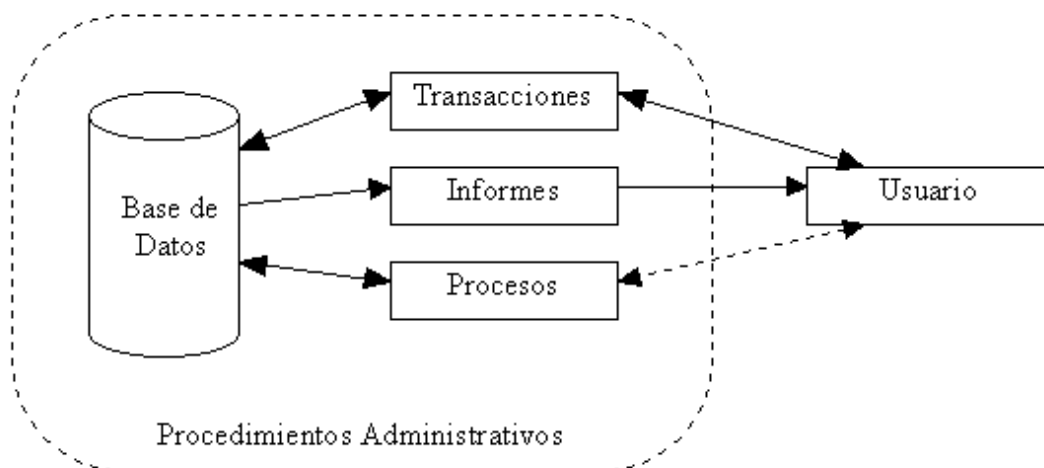 Transacciones
Informes
Usuario
Base de
Datos
Procesos
Procedimientos Administrativos